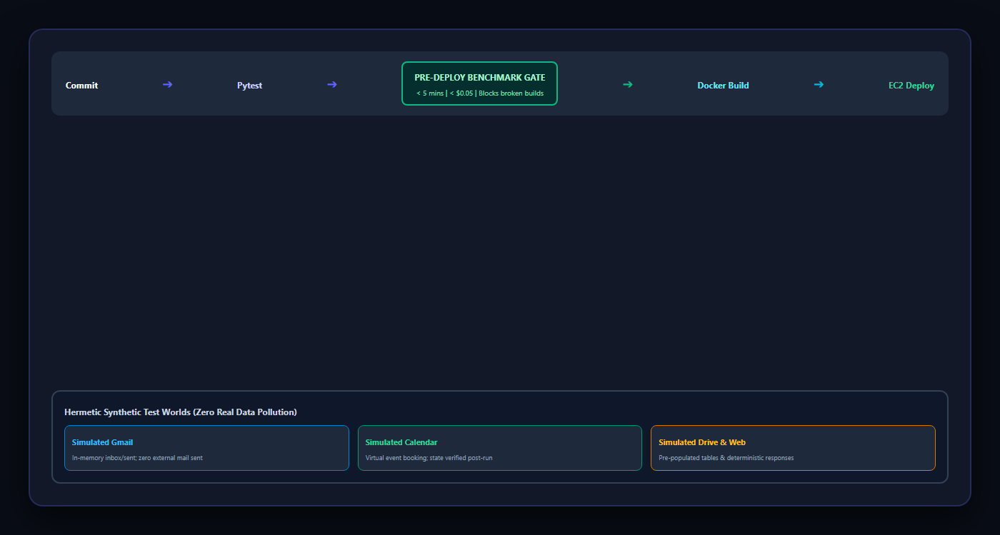 Commit → Pytest → PRE-DEPLOY BENCHMARK GATE → Docker Build → EC2 Deploy
< 5 mins | < $0.05 | Blocks broken builds
Hermetic Synthetic Test Worlds (Zero Real Data Pollution)
Simulated Gmail
In-memory inbox/sent; zero external mail sent
Simulated Calendar
Virtual event booking; state verified post-run
Simulated Drive & Web
Pre-populated tables & deterministic responses